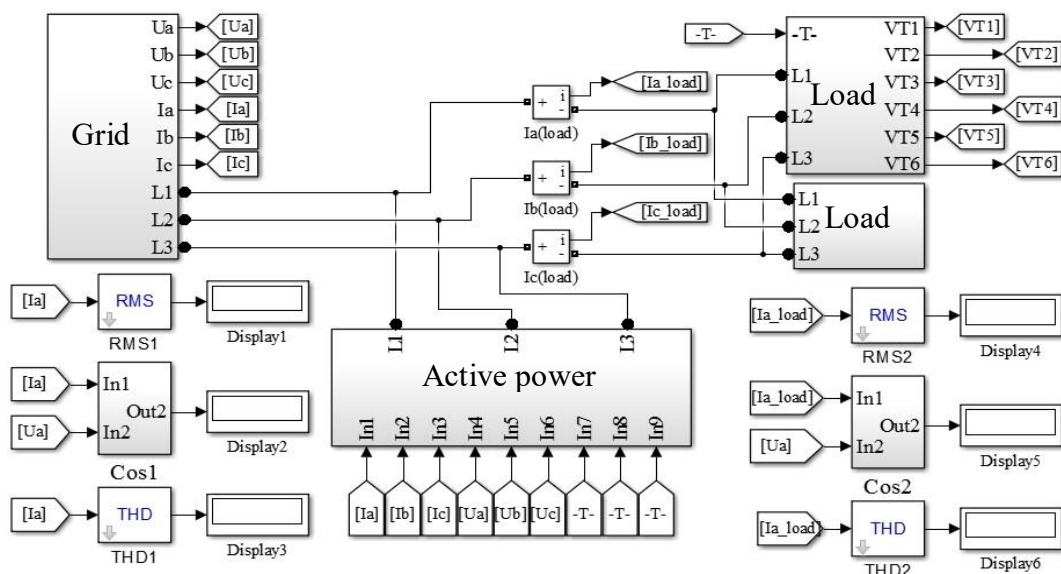 Grid
Ua
Ub
Uc
Ia
Ib
Ic
L1
L2
L3
[Ua]
[Ub]
[Uc]
[Ia]
[Ib]
[Ic]
+ i -
Ia(load)
[Ia_load]
+ i -
Ib(load)
[Ib_load]
+ i -
Ic(load)
[Ic_load]
-T-
-T-
L1
L2
L3
Load
VT1
VT2
VT3
VT4
VT5
VT6
[VT1]
[VT2]
[VT3]
[VT4]
[VT5]
[VT6]
L1
L2
L3
Load
[Ia]
RMS
RMS1
Display1
[Ia]
[Ua]
In1
In2
Out2
Cos1
Display2
[Ia]
THD
THD1
Display3
L1
L2
L3
Active power
In1
In2
In3
In4
In5
In6
In7
In8
In9
[Ia]
[Ib]
[Ic]
[Ua]
[Ub]
[Uc]
-T-
-T-
-T-
[Ia_load]
RMS
RMS2
Display4
[Ia_load]
[Ua]
In1
In2
Out2
Cos2
Display5
[Ia_load]
THD
THD2
Display6